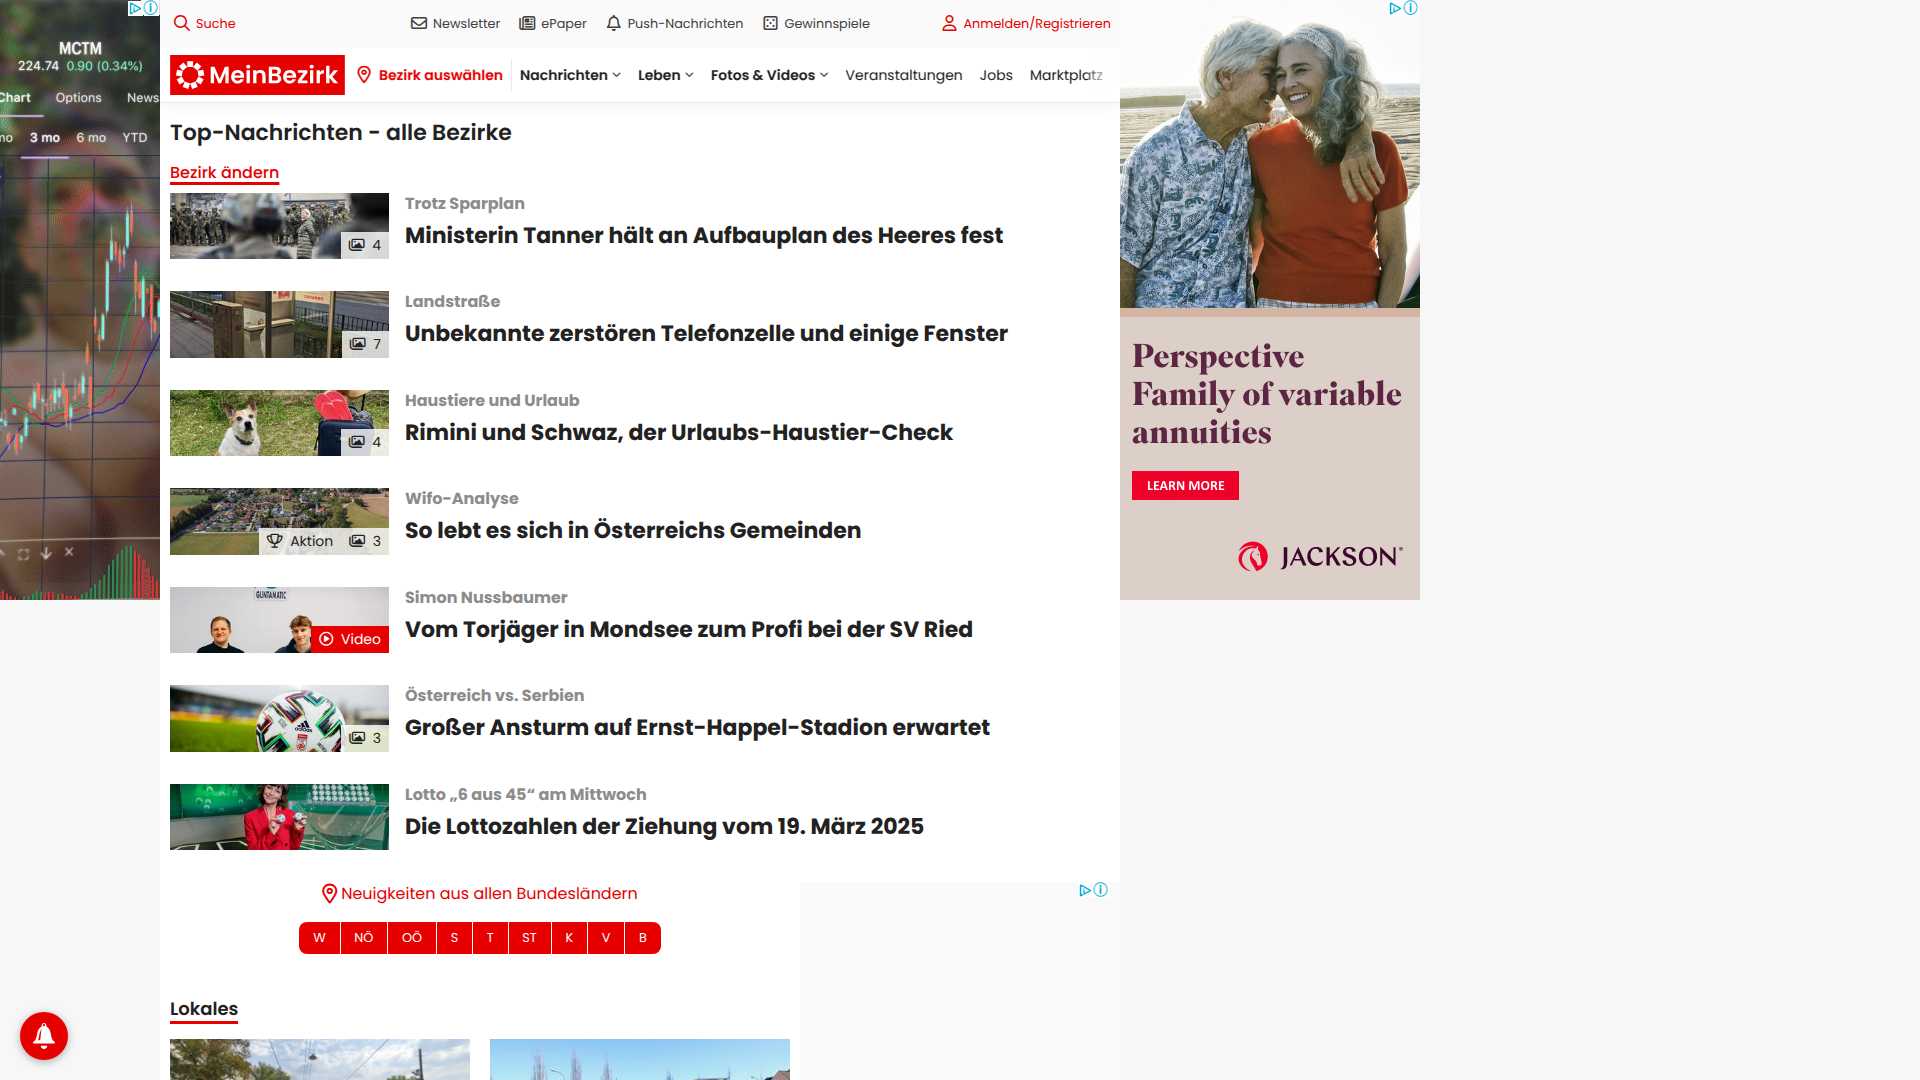 MCTM
224.74 0.90 (0.34%)
Chart Options News
mo 3 mo 6 mo YTD
Suche
Newsletter
ePaper
Push-Nachrichten
Gewinnspiele
Anmelden/Registrieren
MeinBezirk
Bezirk auswählen
Nachrichten
Leben
Fotos & Videos
Veranstaltungen
Jobs
Marktplatz
Top-Nachrichten - alle Bezirke
Bezirk ändern
4
Trotz Sparplan
Ministerin Tanner hält an Aufbauplan des Heeres fest
7
Landstraße
Unbekannte zerstören Telefonzelle und einige Fenster
4
Haustiere und Urlaub
Rimini und Schwaz, der Urlaubs-Haustier-Check
Aktion 3
Wifo-Analyse
So lebt es sich in Österreichs Gemeinden
GUNTAMATIC
Video
Simon Nussbaumer
Vom Torjäger in Mondsee zum Profi bei der SV Ried
3
Österreich vs. Serbien
Großer Ansturm auf Ernst-Happel-Stadion erwartet
Lotto „6 aus 45“ am Mittwoch
Die Lottozahlen der Ziehung vom 19. März 2025
Neuigkeiten aus allen Bundesländern
W NÖ OÖ S T ST K V B
Lokales
Perspective
Family of variable
annuities
LEARN MORE
JACKSON®